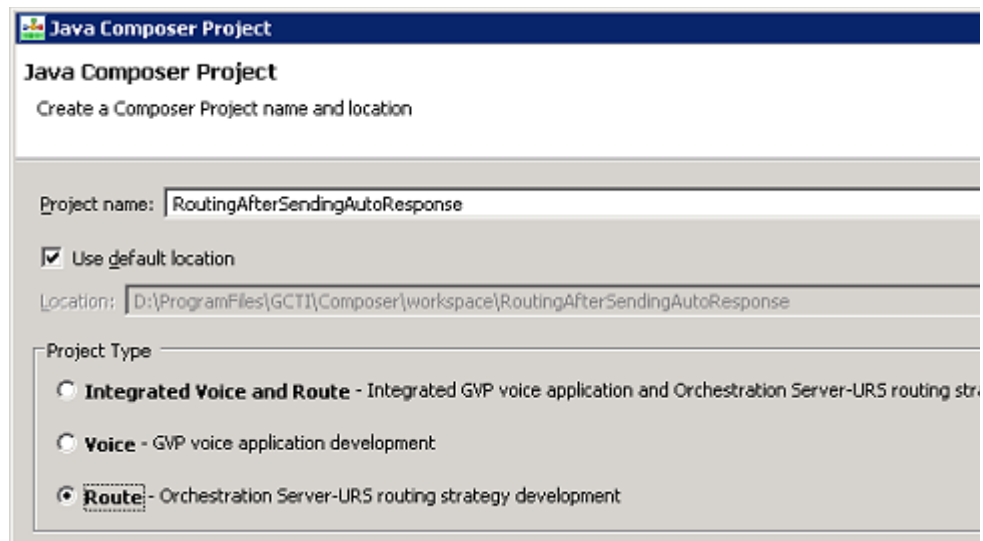 Java Composer Project
Java Composer Project
Create a Composer Project name and location
Project name: RoutingAfterSendingAutoResponse
Use default location
Location: D:\ProgramFiles\GCTI\Composer\workspace\RoutingAfterSendingAutoResponse
Project Type
Integrated Voice and Route - Integrated GVP voice application and Orchestration Server-URS routing str
Voice - GVP voice application development
Route - Orchestration Server-URS routing strategy development